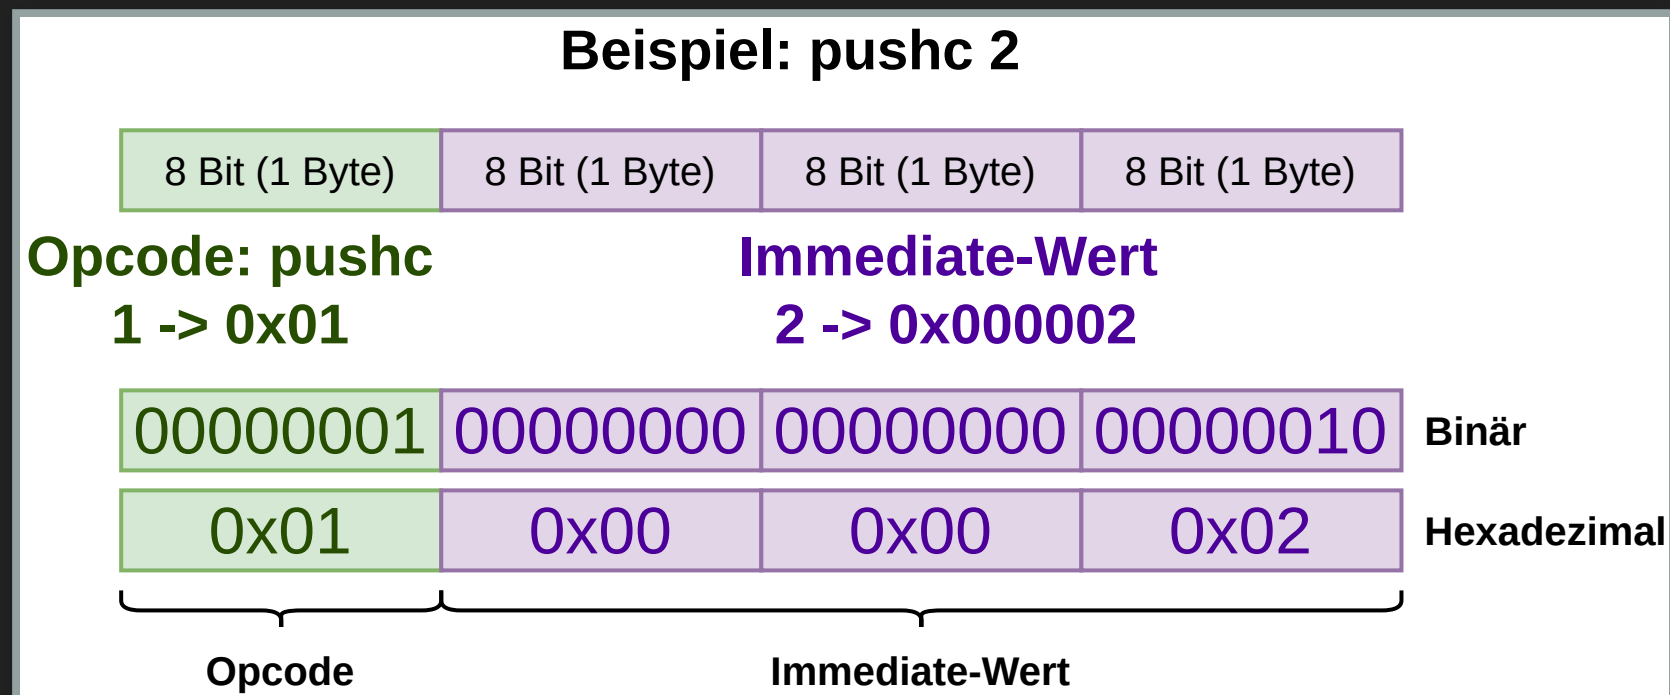 Beispiel: pushc 2
8 Bit (1 Byte) 8 Bit (1 Byte) 8 Bit (1 Byte) 8 Bit (1 Byte)
Opcode: pushc Immediate-Wert
1 -> 0x01 2 -> 0x000002
00000001 00000000 00000000 00000010 Binär
0x01 0x00 0x00 0x02 Hexadezimal
Opcode Immediate-Wert